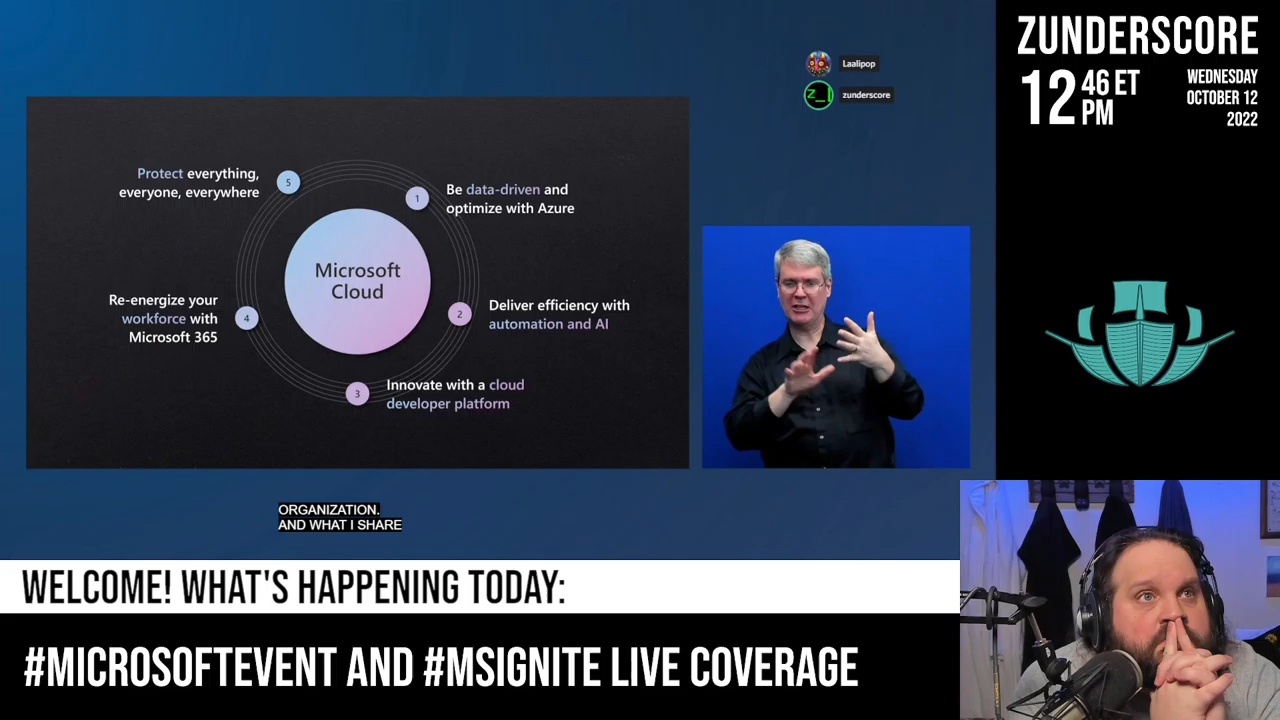 ZUNDERSCORE
12 46 ET
PM
WEDNESDAY
OCTOBER 12
2022
Laalipop
z_
zunderscore
Protect everything,
everyone, everywhere
5
1
Be data-driven and
optimize with Azure
Microsoft
Cloud
Re-energize your
workforce with
Microsoft 365
4
2
Deliver efficiency with
automation and AI
3
Innovate with a cloud
developer platform
ORGANIZATION.
AND WHAT I SHARE
WELCOME! WHAT'S HAPPENING TODAY:
#MICROSOFTEVENT AND #MSIGNITE LIVE COVERAGE